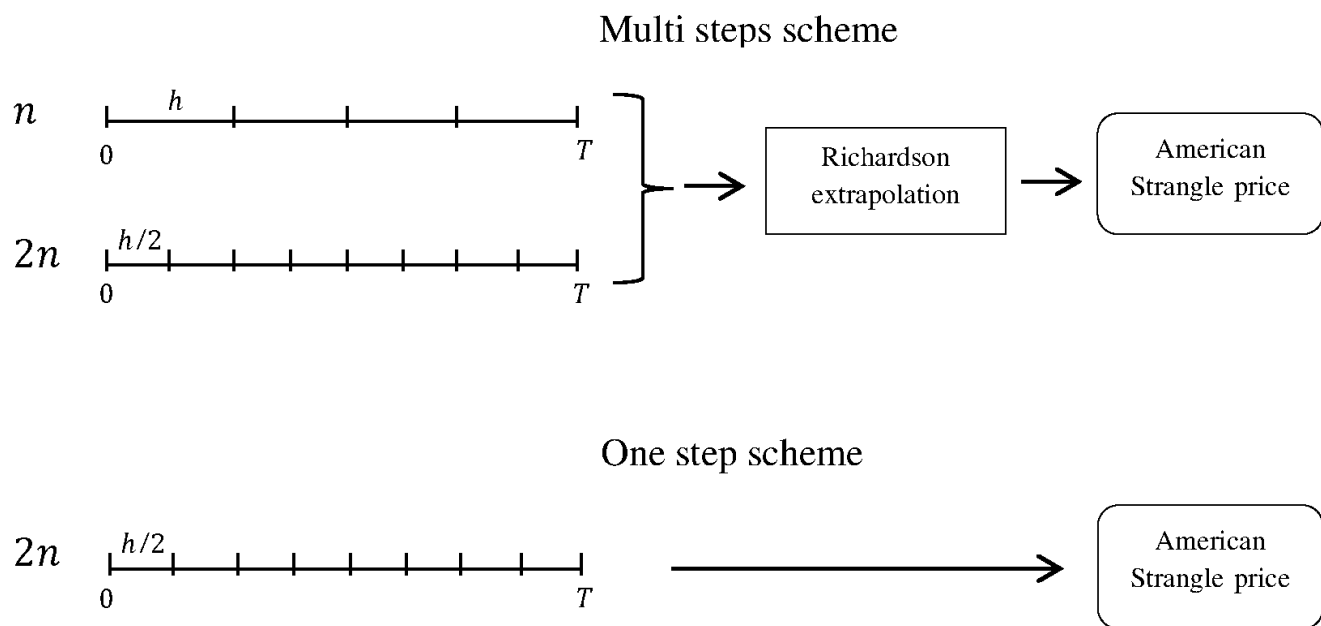 Multi steps scheme
n
h
0
T
Richardson
extrapolation
American
Strangle price
2n
h/2
0
T
One step scheme
2n
h/2
0
T
American
Strangle price